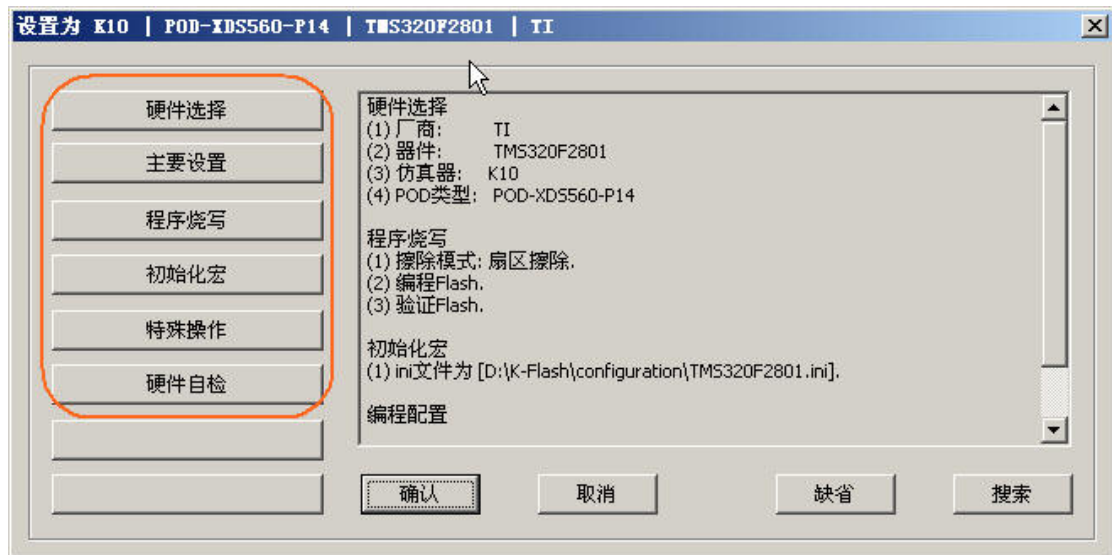 设置为 K10 | POD-XDS560-P14 | TMS320F2801 | TI
硬件选择
主要设置
程序烧写
初始化宏
特殊操作
硬件自检
硬件选择
(1) 厂商: TI
(2) 器件: TMS320F2801
(3) 仿真器: K10
(4) POD类型: POD-XDS560-P14
程序烧写
(1) 擦除模式: 扇区擦除.
(2) 编程Flash.
(3) 验证Flash.
初始化宏
(1) ini文件为 [D:\K-Flash\configuration\TMS320F2801.ini].
编程配置
确认
取消
缺省
搜索